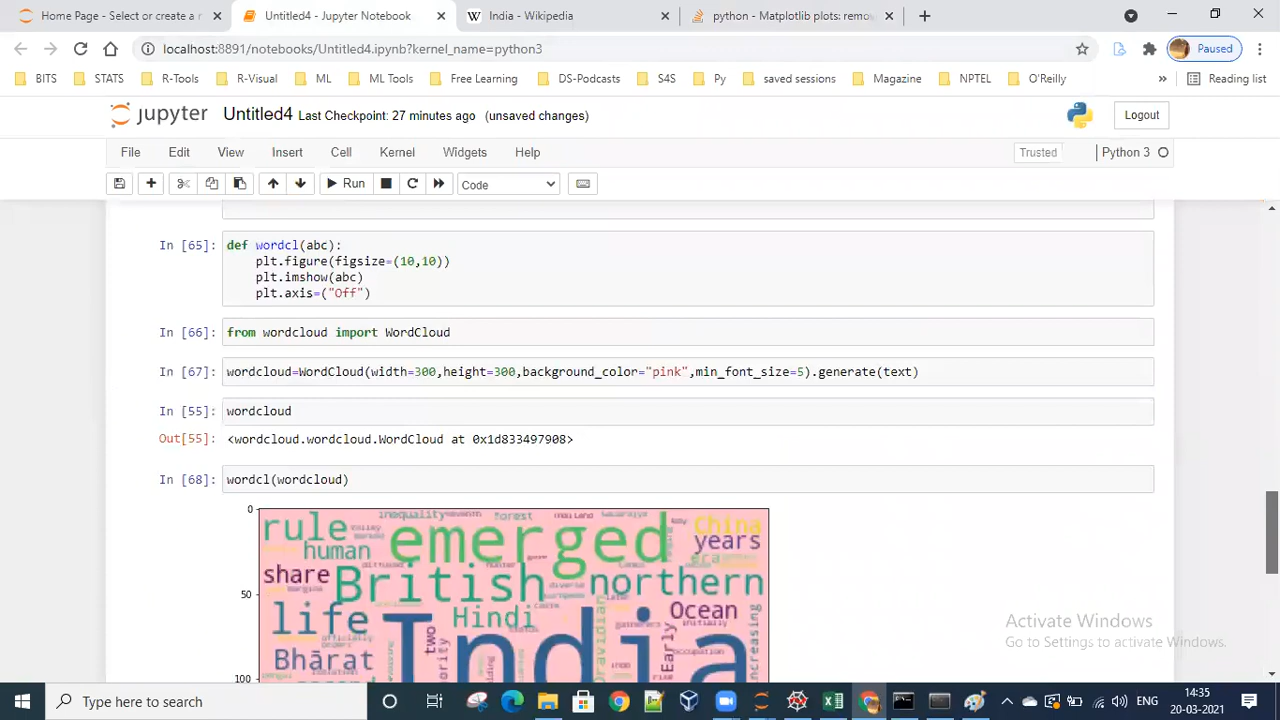 Home Page - Select or create a n
Untitled4 - Jupyter Notebook
India - Wikipedia
python - Matplotlib plots: remov
localhost:8891/notebooks/Untitled4.ipynb?kernel_name=python3
Paused
BITS
STATS
R-Tools
R-Visual
ML
ML Tools
Free Learning
DS-Podcasts
S4S
Py
saved sessions
Magazine
NPTEL
O'Reilly
Reading list
jupyter
Untitled4 Last Checkpoint: 27 minutes ago (unsaved changes)
Logout
File
Edit
View
Insert
Cell
Kernel
Widgets
Help
Trusted
Python 3
Run
Code
In [65]: def wordcl(abc):
plt.figure(figsize=(10,10))
plt.imshow(abc)
plt.axis=("Off")
In [66]: from wordcloud import WordCloud
In [67]: wordcloud=WordCloud(width=300,height=300,background_color="pink",min_font_size=5).generate(text)
In [55]: wordcloud
Out[55]: <wordcloud.wordcloud.WordCloud at 0x1d833497908>
In [68]: wordcl(wordcloud)
0
50
100
inequality
forest
rule
emerged
China
years
human
era
share
British
northern
life
Hindi
Ocean
two
Early
Bhārat
India
Activate Windows
Go to Settings to activate Windows.
Type here to search
ENG
14:35
20-03-2021